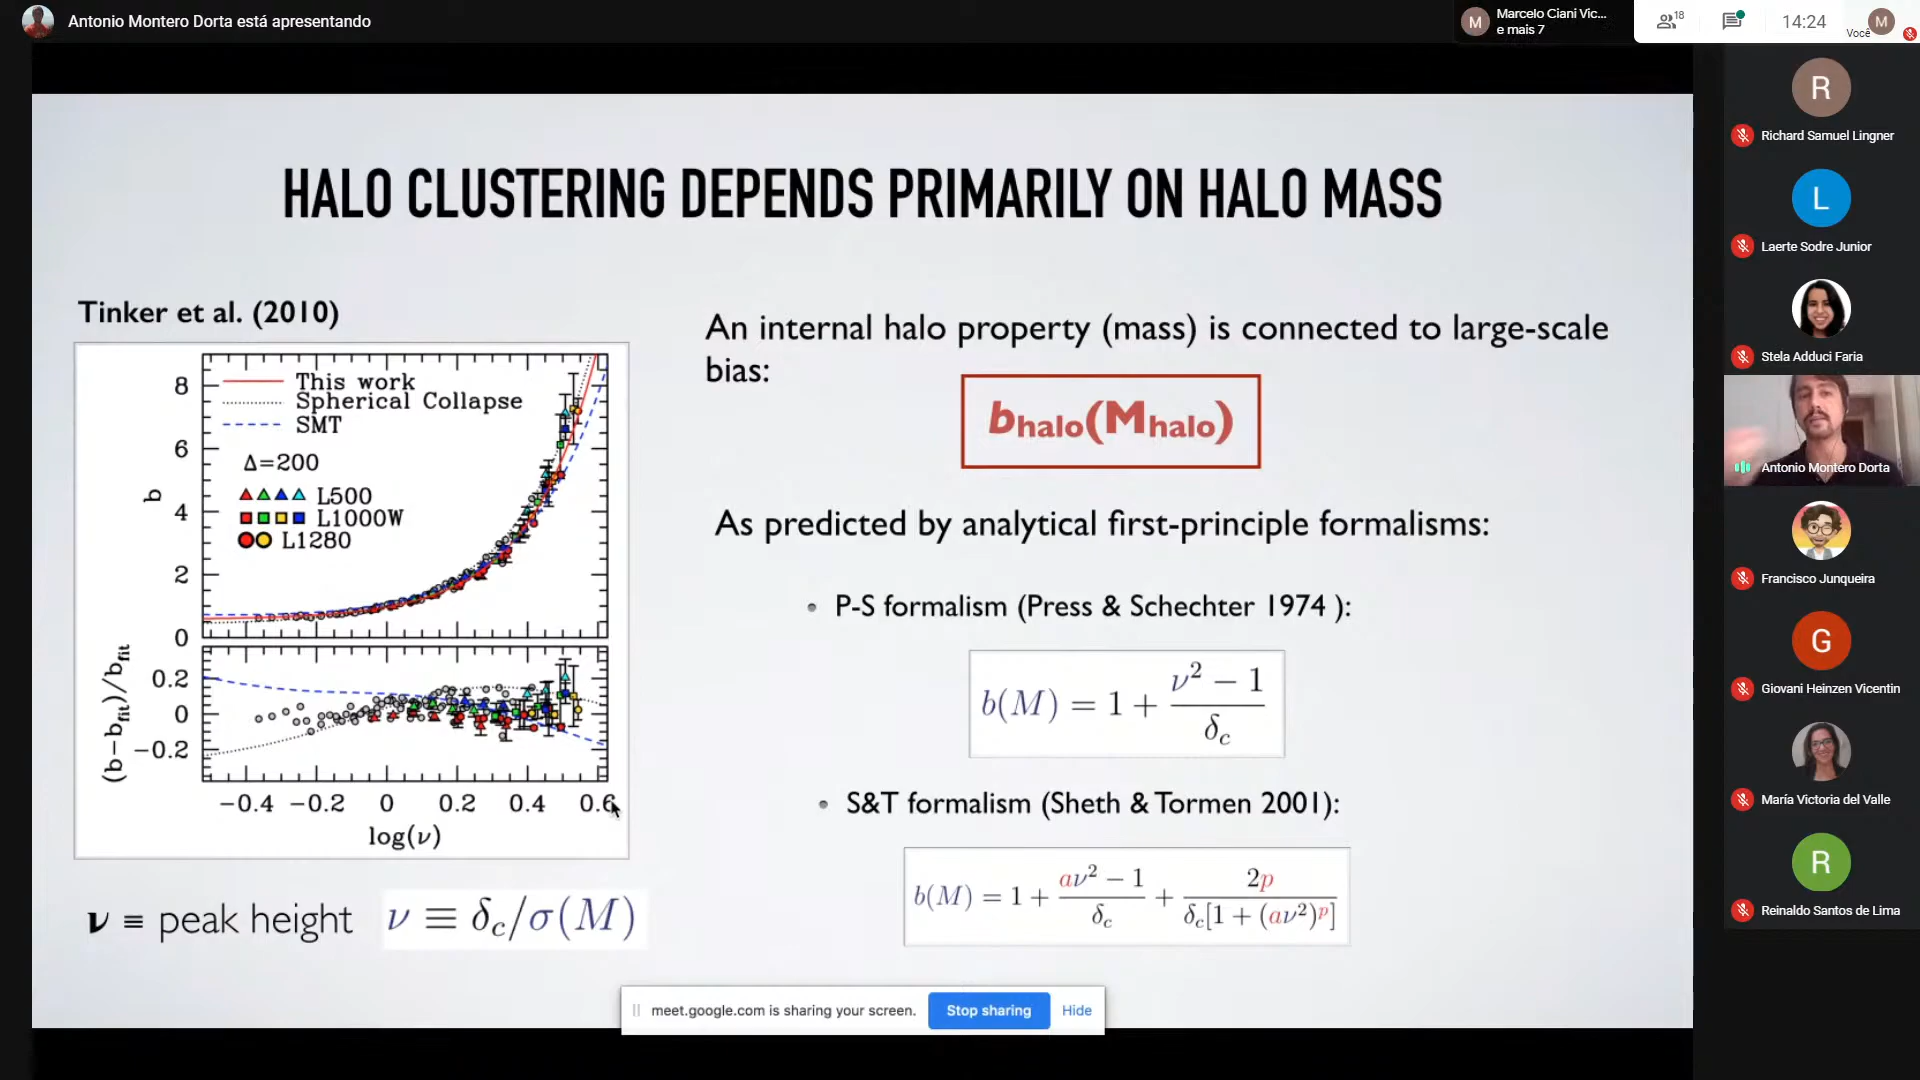 Antonio Montero Dorta está apresentando
M
Marcelo Ciani Vic...
e mais 7
18
14:24
Você
M
HALO CLUSTERING DEPENDS PRIMARILY ON HALO MASS
Tinker et al. (2010)
This work
Spherical Collapse
SMT
Δ=200
L500
L1000W
L1280
b
8
6
4
2
0
(b−b_fit)/b_fit
0.2
0
−0.2
−0.4 −0.2 0 0.2 0.4 0.6
log(ν)
ν ≡ peak height ν ≡ δ_c/σ(M)
An internal halo property (mass) is connected to large-scale
bias:
b_halo(M_halo)
As predicted by analytical first-principle formalisms:
• P-S formalism (Press & Schechter 1974 ):
b(M) = 1 + (ν² − 1)/δ_c
• S&T formalism (Sheth & Tormen 2001):
b(M) = 1 + (aν² − 1)/δ_c + 2p/(δ_c[1 + (aν²)^p])
meet.google.com is sharing your screen. Stop sharing Hide
R
Richard Samuel Lingner
L
Laerte Sodre Junior
Stela Adduci Faria
Antonio Montero Dorta
Francisco Junqueira
G
Giovani Heinzen Vicentin
María Victoria del Valle
R
Reinaldo Santos de Lima